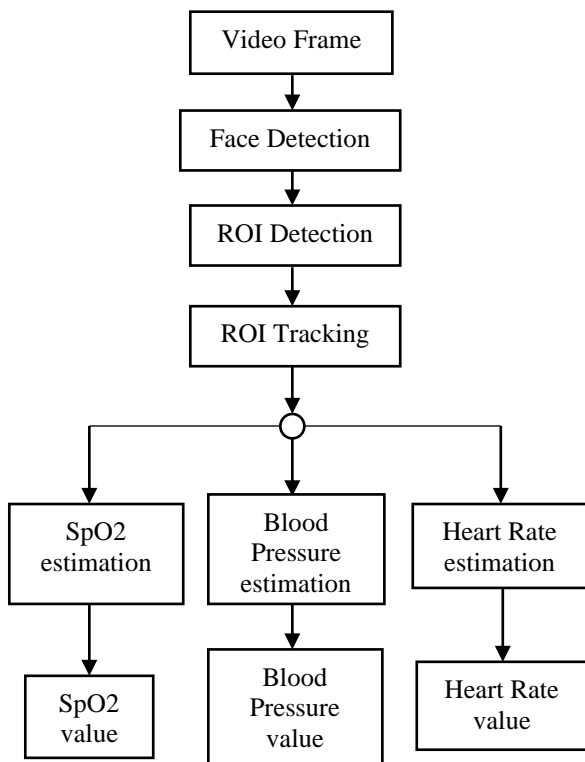 Video Frame
Face Detection
ROI Detection
ROI Tracking
SpO2
estimation
Blood
Pressure
estimation
Heart Rate
estimation
SpO2
value
Blood
Pressure
value
Heart Rate
value